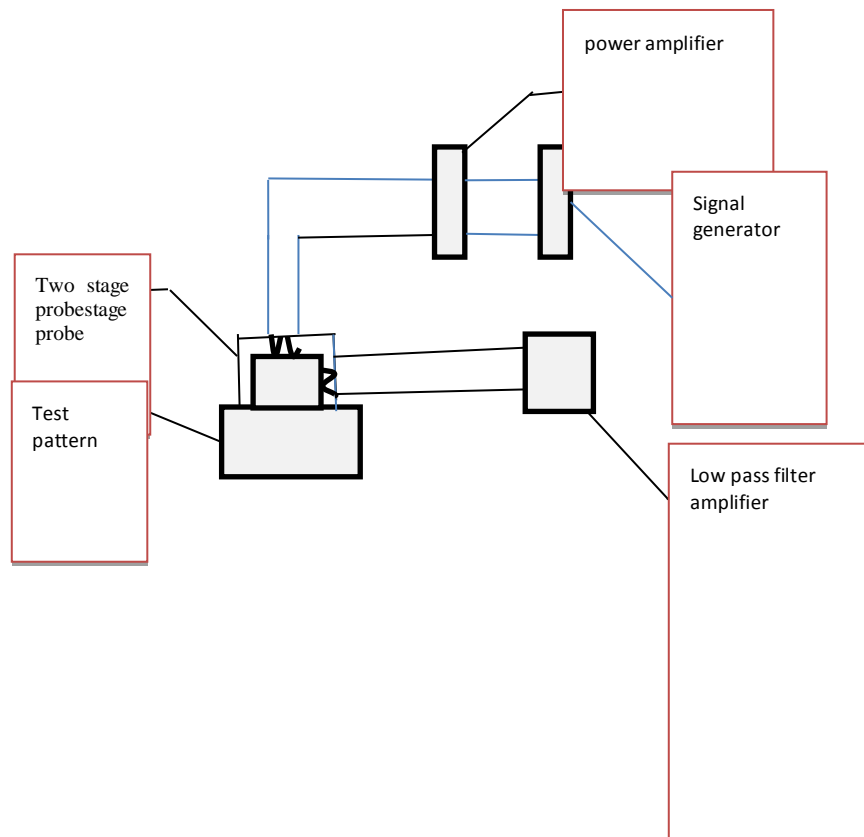 power amplifier
Signal
generator
Two stage
probestage
probe
Test
pattern
Low pass filter
amplifier